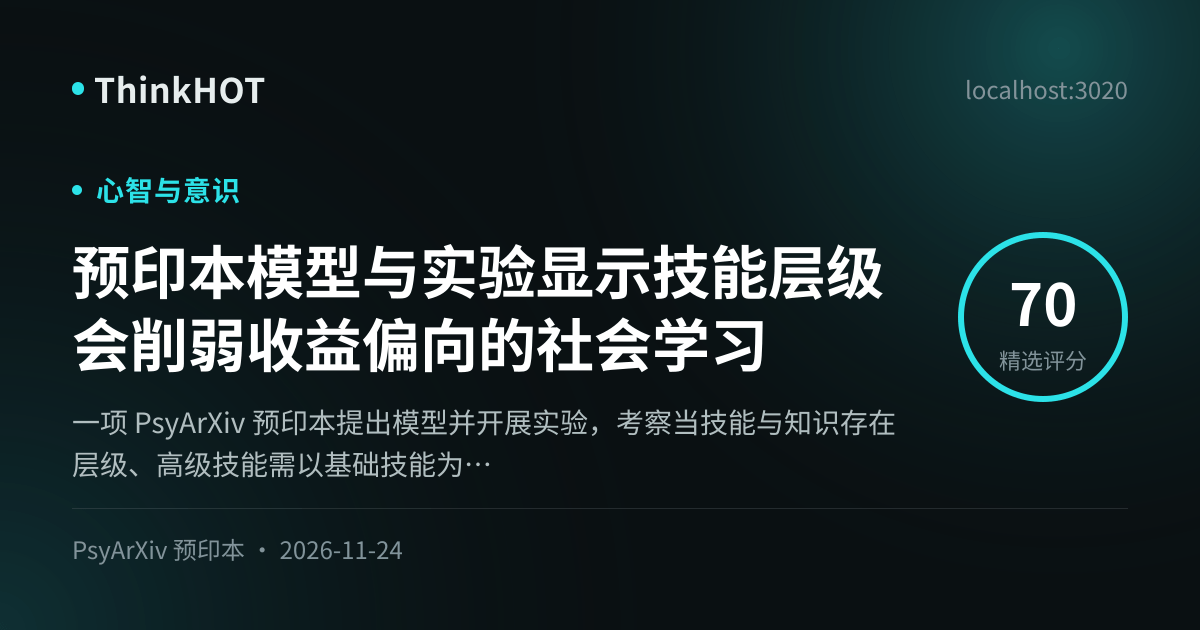 ThinkHOT
localhost:3020
心智与意识
预印本模型与实验显示技能层级
会削弱收益偏向的社会学习
70
精选评分
一项 PsyArXiv 预印本提出模型并开展实验，考察当技能与知识存在
层级、高级技能需以基础技能为…
PsyArXiv 预印本 · 2026-11-24